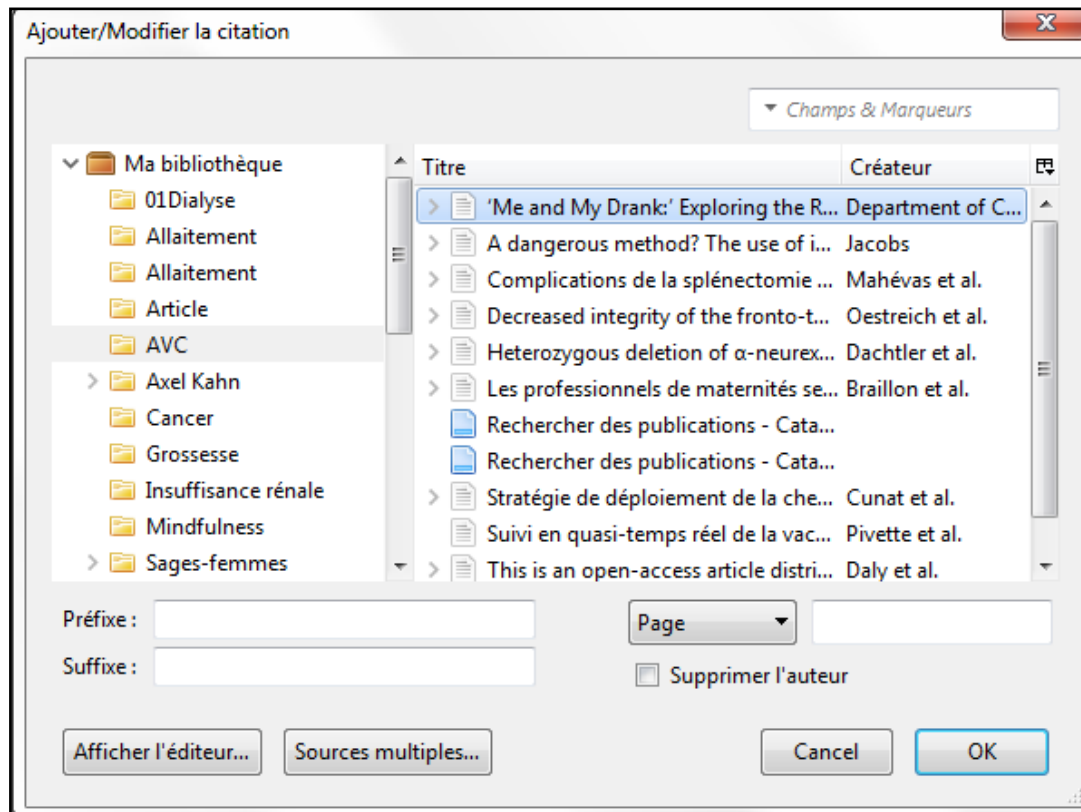 Ajouter/Modifier la citation
Champs & Marqueurs
Ma bibliothèque
01Dialyse
Allaitement
Allaitement
Article
AVC
Axel Kahn
Cancer
Grossesse
Insuffisance rénale
Mindfulness
Sages-femmes
Titre Créateur
‘Me and My Drank:’ Exploring the R... Department of C...
A dangerous method? The use of i... Jacobs
Complications de la splénectomie ... Mahévas et al.
Decreased integrity of the fronto-t... Oestreich et al.
Heterozygous deletion of α-neurex... Dachtler et al.
Les professionnels de maternités se... Braillon et al.
Rechercher des publications - Cata...
Rechercher des publications - Cata...
Stratégie de déploiement de la che... Cunat et al.
Suivi en quasi-temps réel de la vac... Pivette et al.
This is an open-access article distri... Daly et al.
Préfixe :
Suffixe :
Page
Supprimer l'auteur
Afficher l'éditeur... Sources multiples... Cancel OK